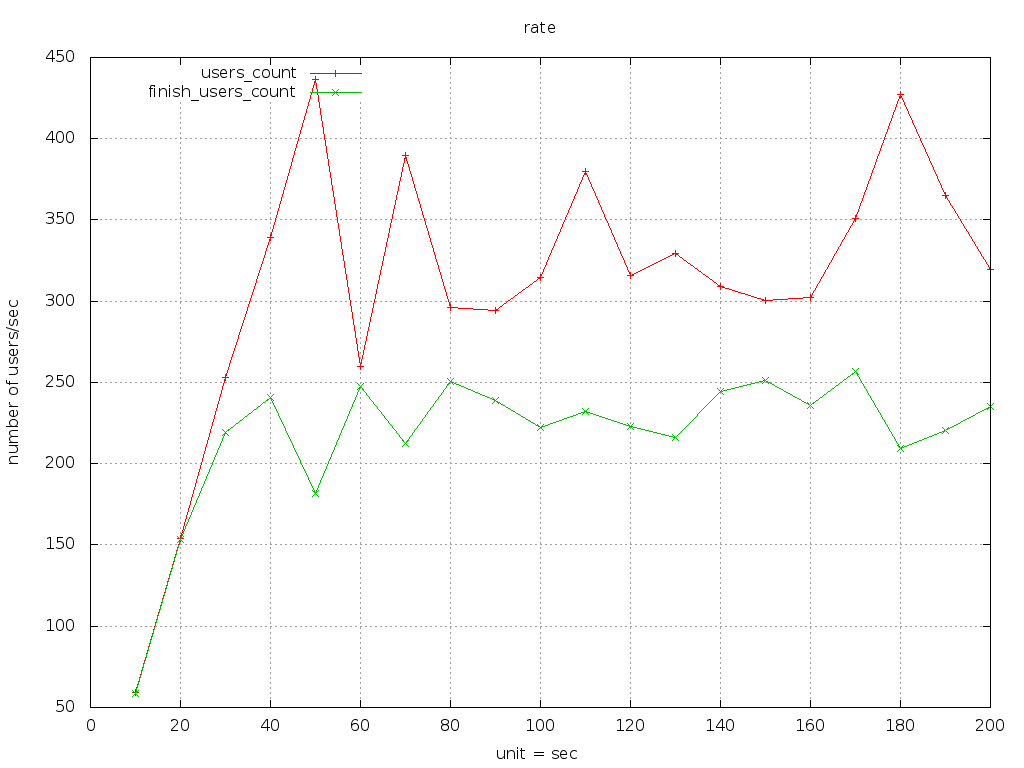 rate
users_count
finish_users_count
number of users/sec
450
400
350
300
250
200
150
100
50
0 20 40 60 80 100 120 140 160 180 200
unit = sec